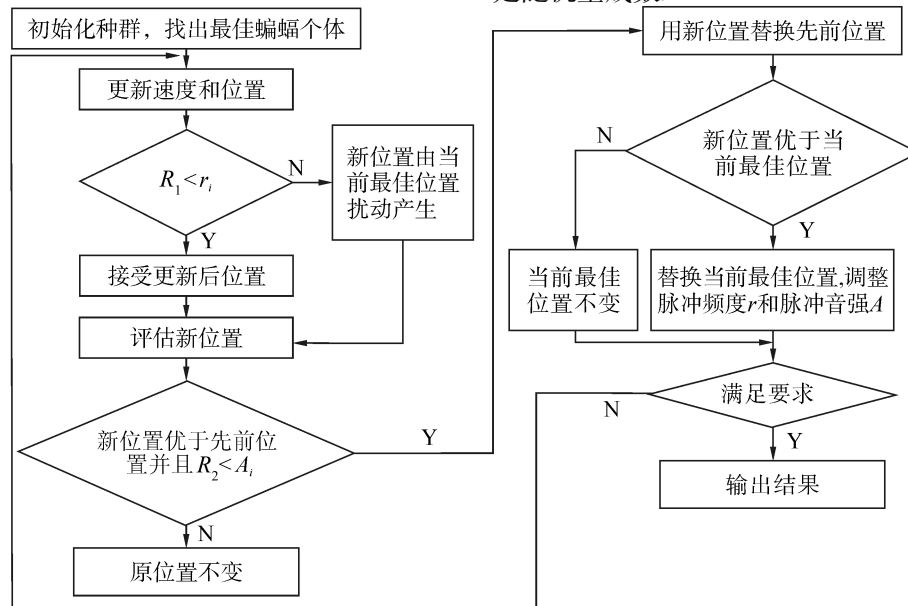 初始化种群，找出最佳蝙蝠个体
更新速度和位置
R₁<rᵢ
N
新位置由当
前最佳位置
扰动产生
Y
接受更新后位置
评估新位置
新位置优于先前位
置并且R₂<Aᵢ
Y
N
原位置不变
用新位置替换先前位置
新位置优于当
前最佳位置
N
Y
当前最佳
位置不变
替换当前最佳位置,调整
脉冲频度r和脉冲音强A
满足要求
N
Y
输出结果